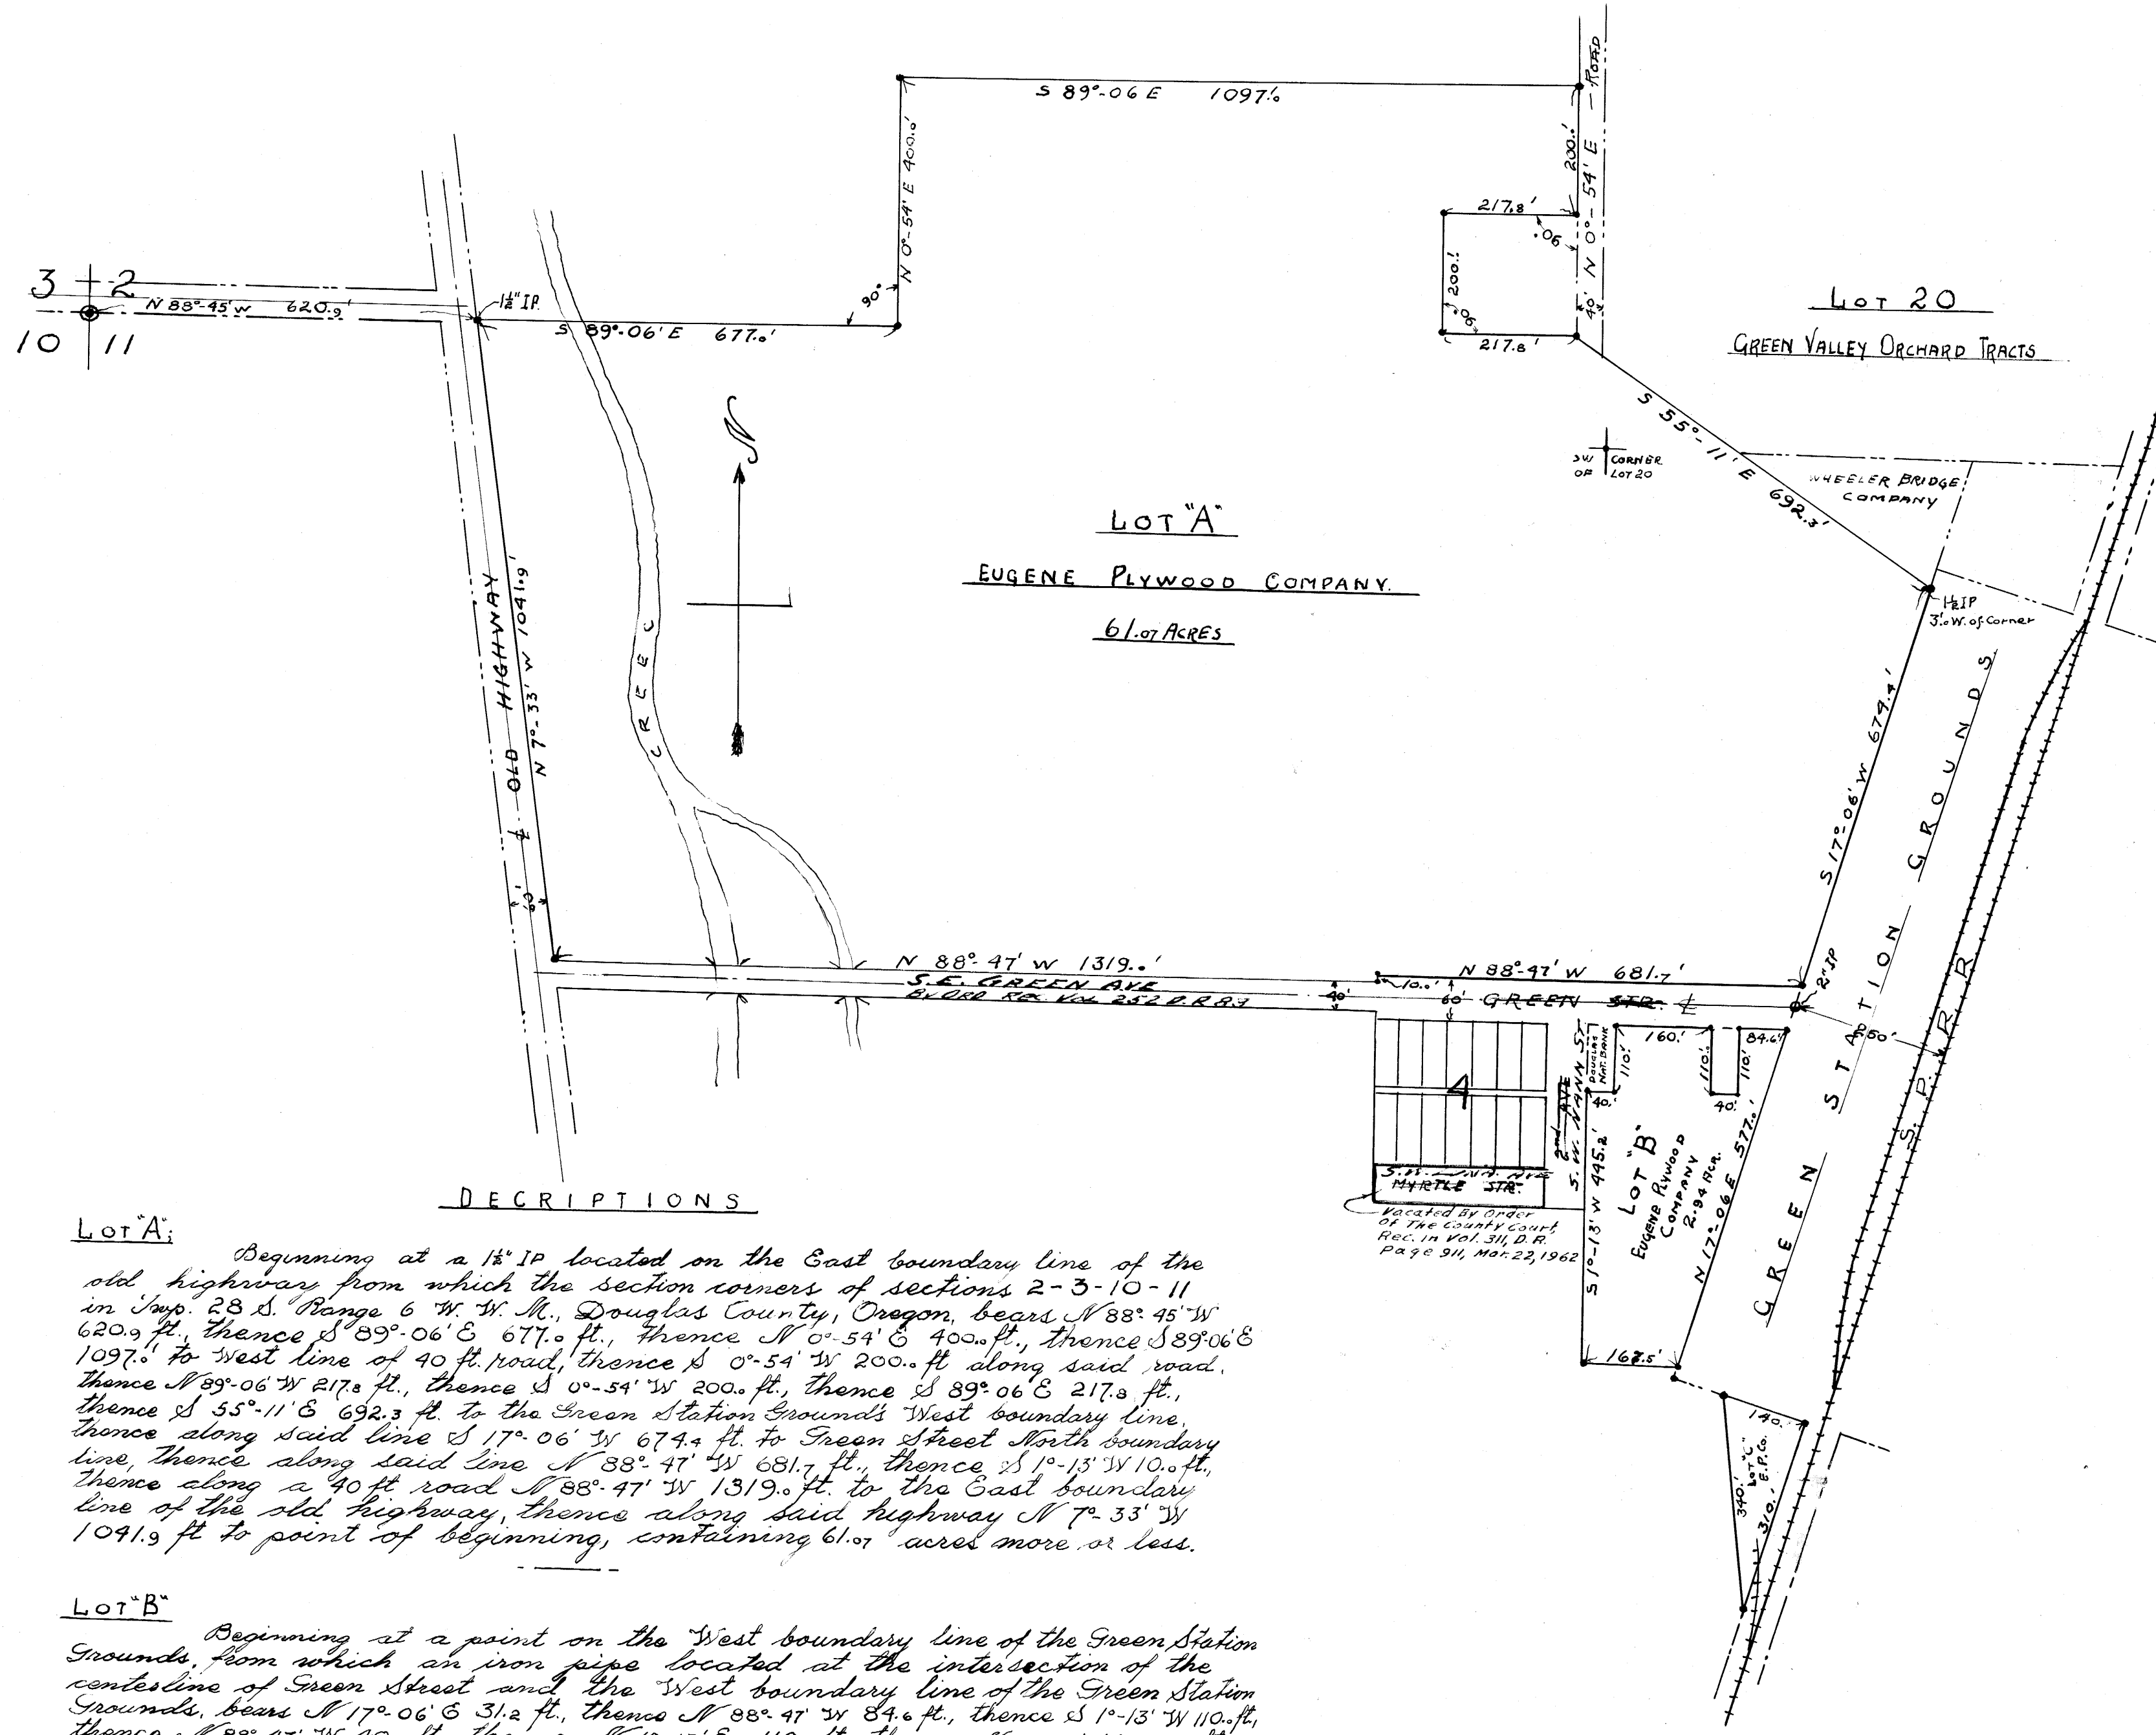 S 89°-06 E 1097.0'
ROAD
200.0'
N 0°-54' E
N 0°-54' E 400.0'
217.8'
90°
200.0'
90°
217.8'
40'
3 2
10 11
N 88°-45' W 620.9'
1½" IP.
S 89°-06' E 677.0'
90°
LOT 20
GREEN VALLEY ORCHARD TRACTS
N
S 55°-11' E 692.3'
SW CORNER
OF LOT 20
WHEELER BRIDGE
COMPANY
LOT "A"
EUGENE PLYWOOD COMPANY.
61.07 ACRES
1½ IP
3.0' W. of Corner
℄ OLD HIGHWAY
N 7°-33' W 1041.9'
60'
CREEC
S 17°-06' W 674.4'
GREEN STATION GROUNDS
S.P.R.R.
N 88°-47' W 1319.0'
S.E. GREEN AVE
By ORD Rec Vol 252 D R 83
40'
10.0'
N 88°-47' W 681.7'
60' GREEN STR. ℄
2" IP
50'
4
S.W. NANN ST
DOUGLAS
NAT. BANK
160.'
84.6'
110.'
110.'
110.'
40.'
40.'
MYRTLE STR.
Vacated By Order
Of The County Court,
Rec. in Vol. 311, D.R.
Page 911, Mar. 22, 1962
S 1°-13' W 445.2'
LOT "B"
EUGENE PLYWOOD
COMPANY
2.94 ACR.
N 17°-06 E 577.0'
167.5'
140.'
340.'
LOT "C"
E.P.Co.
310.'
DECRIPTIONS
LOT "A":
Beginning at a 1½" IP located on the East boundary line of the
old highway from which the section corners of sections 2-3-10-11
in Twp. 28 S. Range 6 W. W. M., Douglas County, Oregon, bears N 88°-45' W
620.9 ft., thence S 89°-06' E 677.0 ft., thence N 0°-54' E 400.0 ft., thence S 89°-06' E
1097.0' to West line of 40 ft. road, thence S 0°-54' W 200.0 ft along said road,
thence N 89°-06' W 217.8 ft., thence S 0°-54' W 200.0 ft., thence S 89°-06' E 217.8 ft.,
thence S 55°-11' E 692.3 ft. to the Green Station Ground's West boundary line,
thence along said line S 17°-06' W 674.4 ft. to Green Street North boundary
line, thence along said line N 88°-47' W 681.7 ft., thence S 1°-13' W 10.0 ft.,
thence along a 40 ft road N 88°-47' W 1319.0 ft. to the East boundary
line of the old highway, thence along said highway N 7°-33' W
1041.9 ft to point of beginning, containing 61.07 acres more or less.
LOT "B"
Beginning at a point on the West boundary line of the Green Station
Grounds, from which an iron pipe located at the intersection of the
centerline of Green Street and the West boundary line of the Green Station
Grounds, bears N 17°-06' E 31.2 ft., thence N 88°-47' W 84.6 ft., thence S 1°-13' W 110.0 ft.,